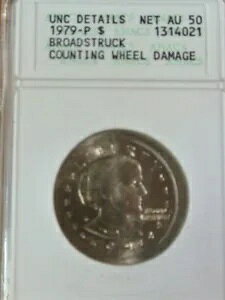 UNC DETAILS NET AU 50
1979-P $ 1314021
BROADSTRUCK
COUNTING WHEEL DAMAGE